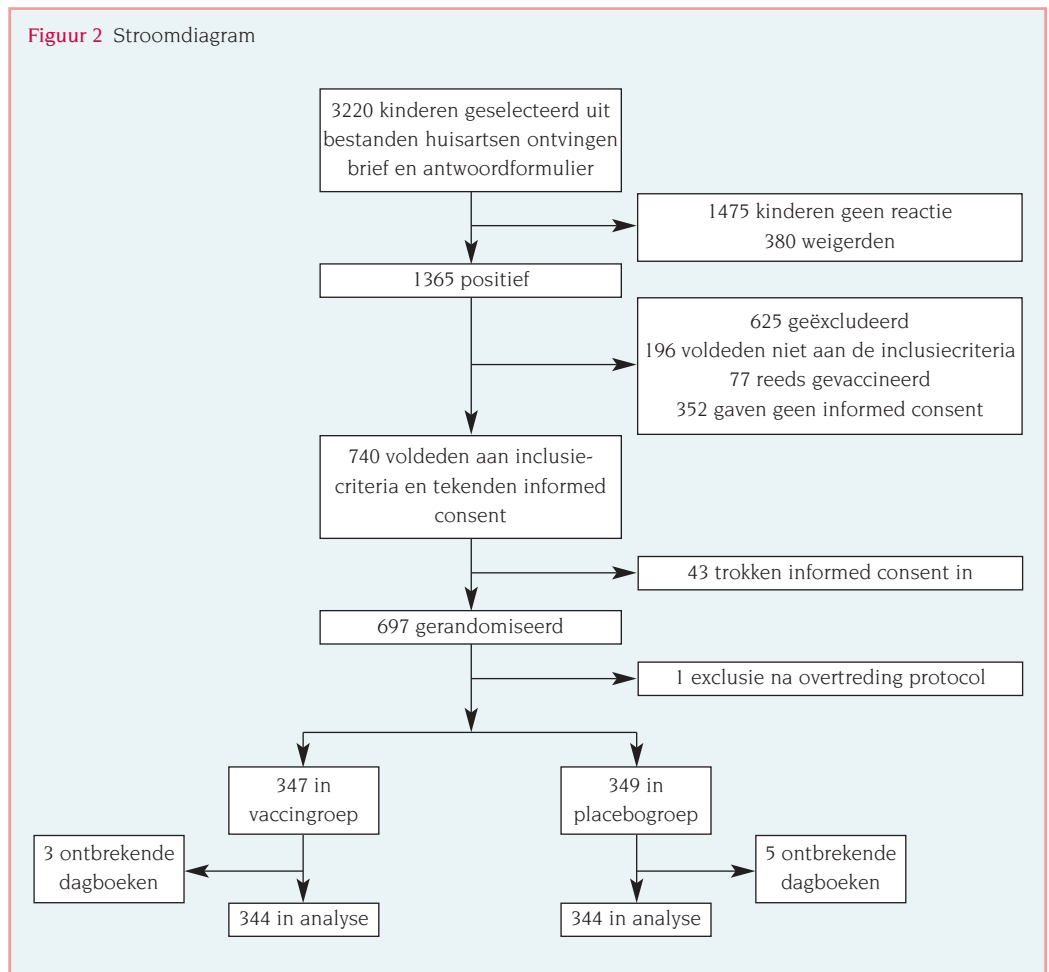 Figuur 2 Stroomdiagram
3220 kinderen geselecteerd uit
bestanden huisartsen ontvingen
brief en antwoordformulier
1475 kinderen geen reactie
380 weigerden
1365 positief
625 geëxcludeerd
196 voldeden niet aan de inclusiecriteria
77 reeds gevaccineerd
352 gaven geen informed consent
740 voldeden aan inclusie-
criteria en tekenden informed
consent
43 trokken informed consent in
697 gerandomiseerd
1 exclusie na overtreding protocol
347 in
vaccingroep
349 in
placebogroep
3 ontbrekende
dagboeken
5 ontbrekende
dagboeken
344 in analyse
344 in analyse